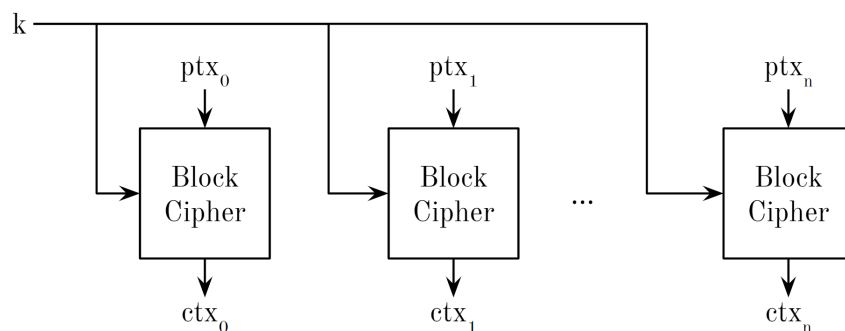 k
ptx₀ ptx₁ ptxₙ
Block Block Block
Cipher Cipher ... Cipher
ctx₀ ctx₁ ctxₙ